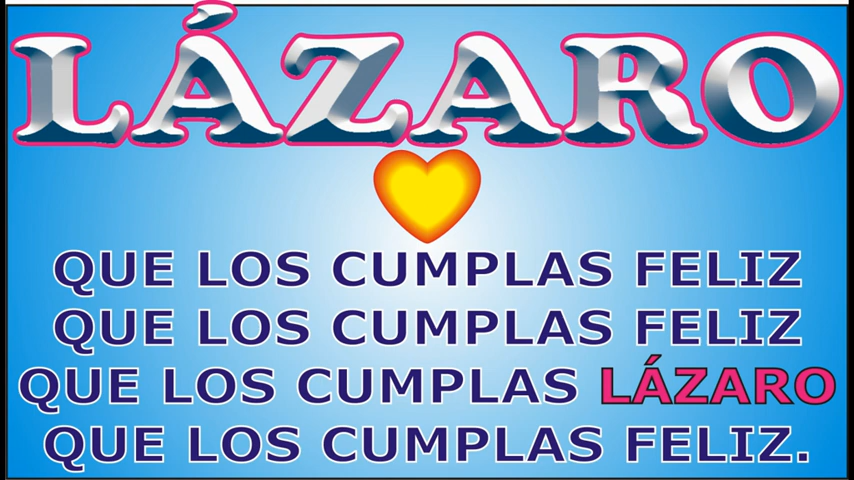 LÁZARO
QUE LOS CUMPLAS FELIZ
QUE LOS CUMPLAS FELIZ
QUE LOS CUMPLAS LÁZARO
QUE LOS CUMPLAS FELIZ.